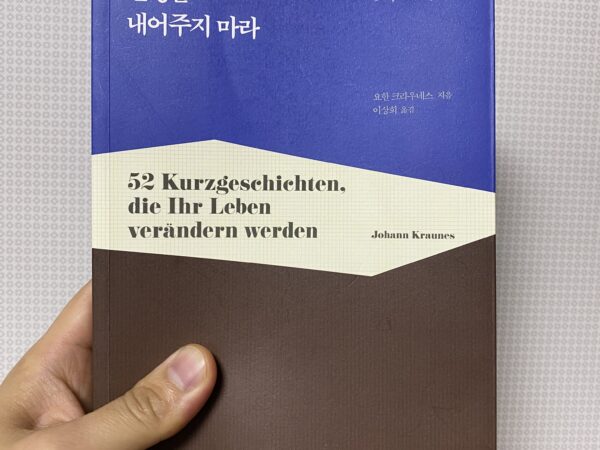 내어주지 마라
요한 크라우네스 지음
이상희 옮김
52 Kurzgeschichten,
die Ihr Leben
verändern werden
Johann Kraunes